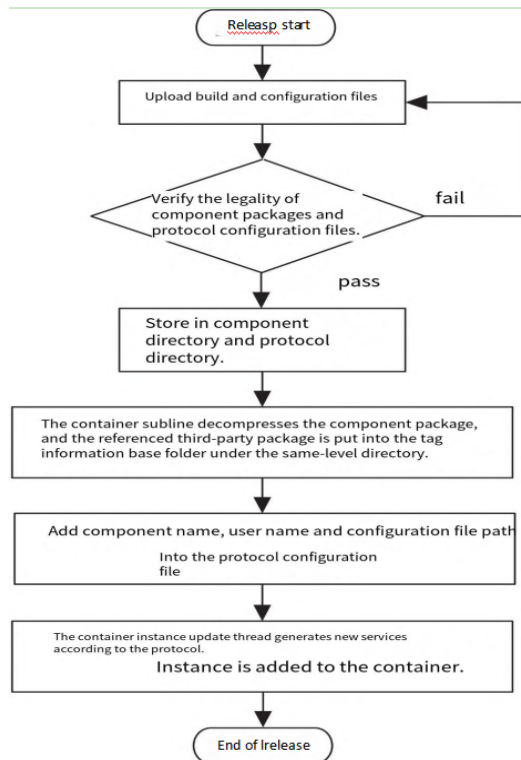 Releasp start
Upload build and configuration files
Verify the legality of
component packages and
protocol configuration files.
fail
pass
Store in component
directory and protocol
directory.
The container subline decompresses the component package,
and the referenced third-party package is put into the tag
information base folder under the same-level directory.
Add component name, user name and configuration file path
Into the protocol configuration
file
The container instance update thread generates new services
according to the protocol.
Instance is added to the container.
End of lrelease